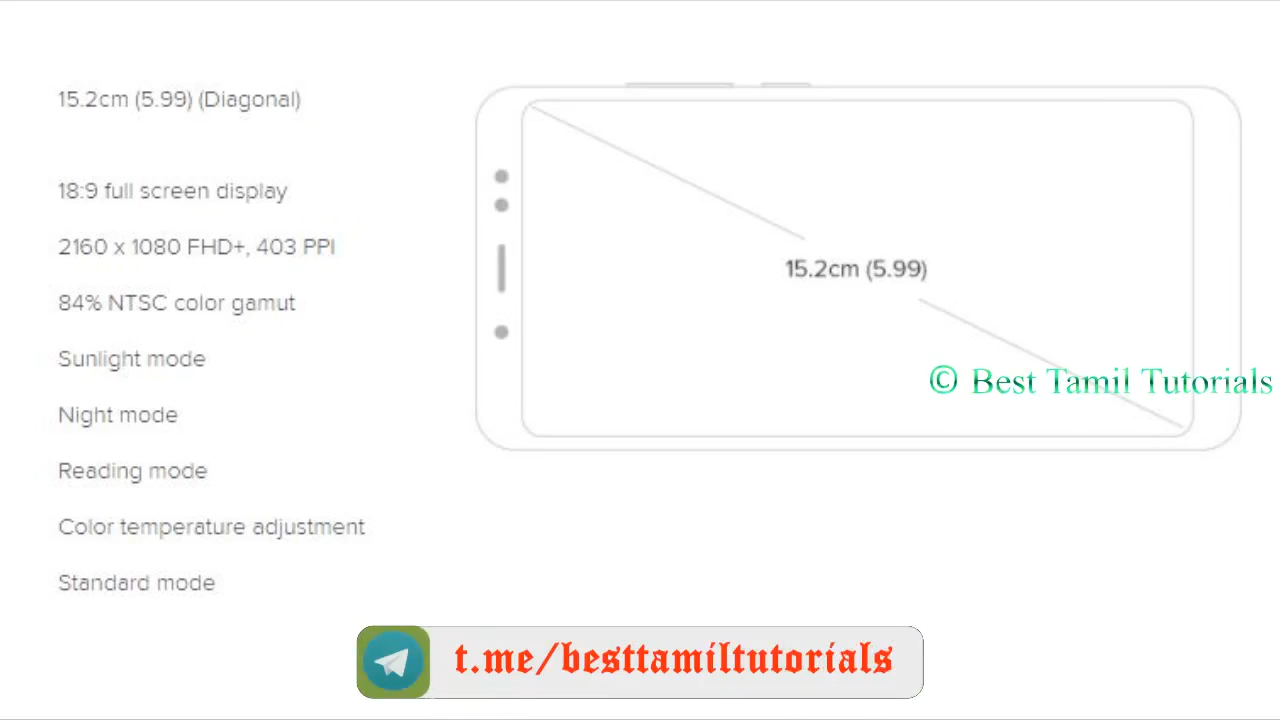 15.2cm (5.99) (Diagonal)
18:9 full screen display
2160 x 1080 FHD+, 403 PPI
84% NTSC color gamut
Sunlight mode
Night mode
Reading mode
Color temperature adjustment
Standard mode
15.2cm (5.99)
© Best Tamil Tutorials
t.me/besttamiltutorials